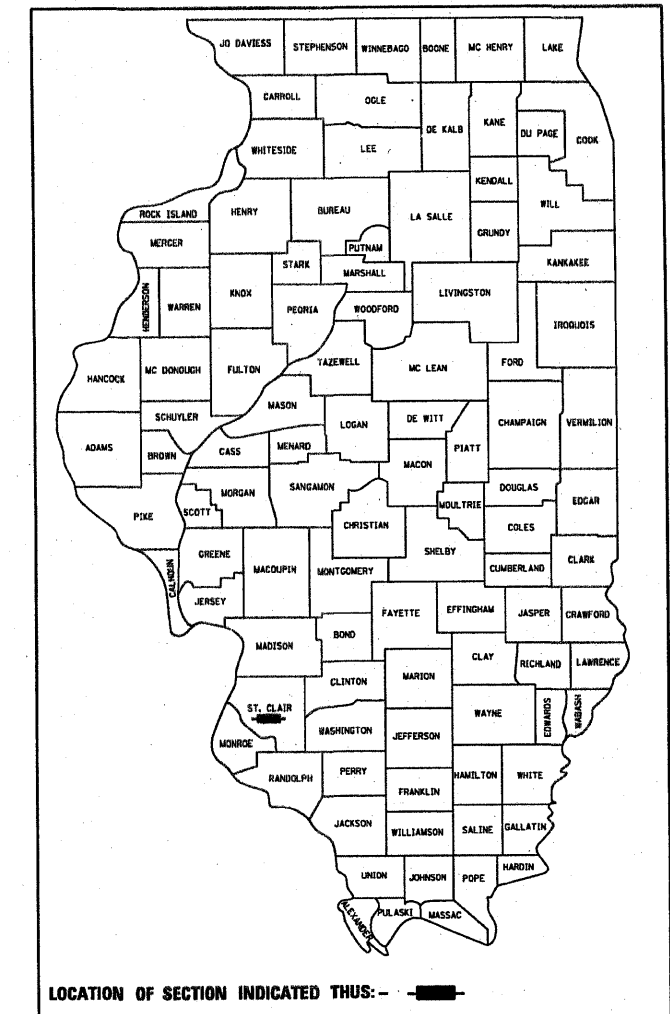 JO DAVIESS STEPHENSON WINNEBAGO BOONE MC HENRY LAKE
CARROLL OGLE DE KALB KANE DU PAGE COOK
WHITESIDE LEE
KENDALL
ROCK ISLAND HENRY BUREAU LA SALLE WILL
MERCER PUTNAM GRUNDY
STARK MARSHALL KANKAKEE
HENDERSON WARREN KNOX PEORIA WOODFORD LIVINGSTON IROQUOIS
HANCOCK MC DONOUGH FULTON TAZEWELL MC LEAN FORD
SCHUYLER MASON LOGAN DE WITT CHAMPAIGN VERMILION
ADAMS BROWN CASS MENARD MACON PIATT
PIKE SCOTT MORGAN SANGAMON MOULTRIE DOUGLAS EDGAR
CHRISTIAN COLES
CALHOUN GREENE MACOUPIN MONTGOMERY SHELBY CUMBERLAND CLARK
JERSEY FAYETTE EFFINGHAM JASPER CRAWFORD
MADISON BOND
CLINTON MARION CLAY RICHLAND LAWRENCE
ST. CLAIR WASHINGTON WAYNE EDWARDS WABASH
MONROE JEFFERSON
RANDOLPH PERRY FRANKLIN HAMILTON WHITE
JACKSON WILLIAMSON SALINE GALLATIN
UNION JOHNSON POPE HARDIN
ALEXANDER PULASKI MASSAC
LOCATION OF SECTION INDICATED THUS:-